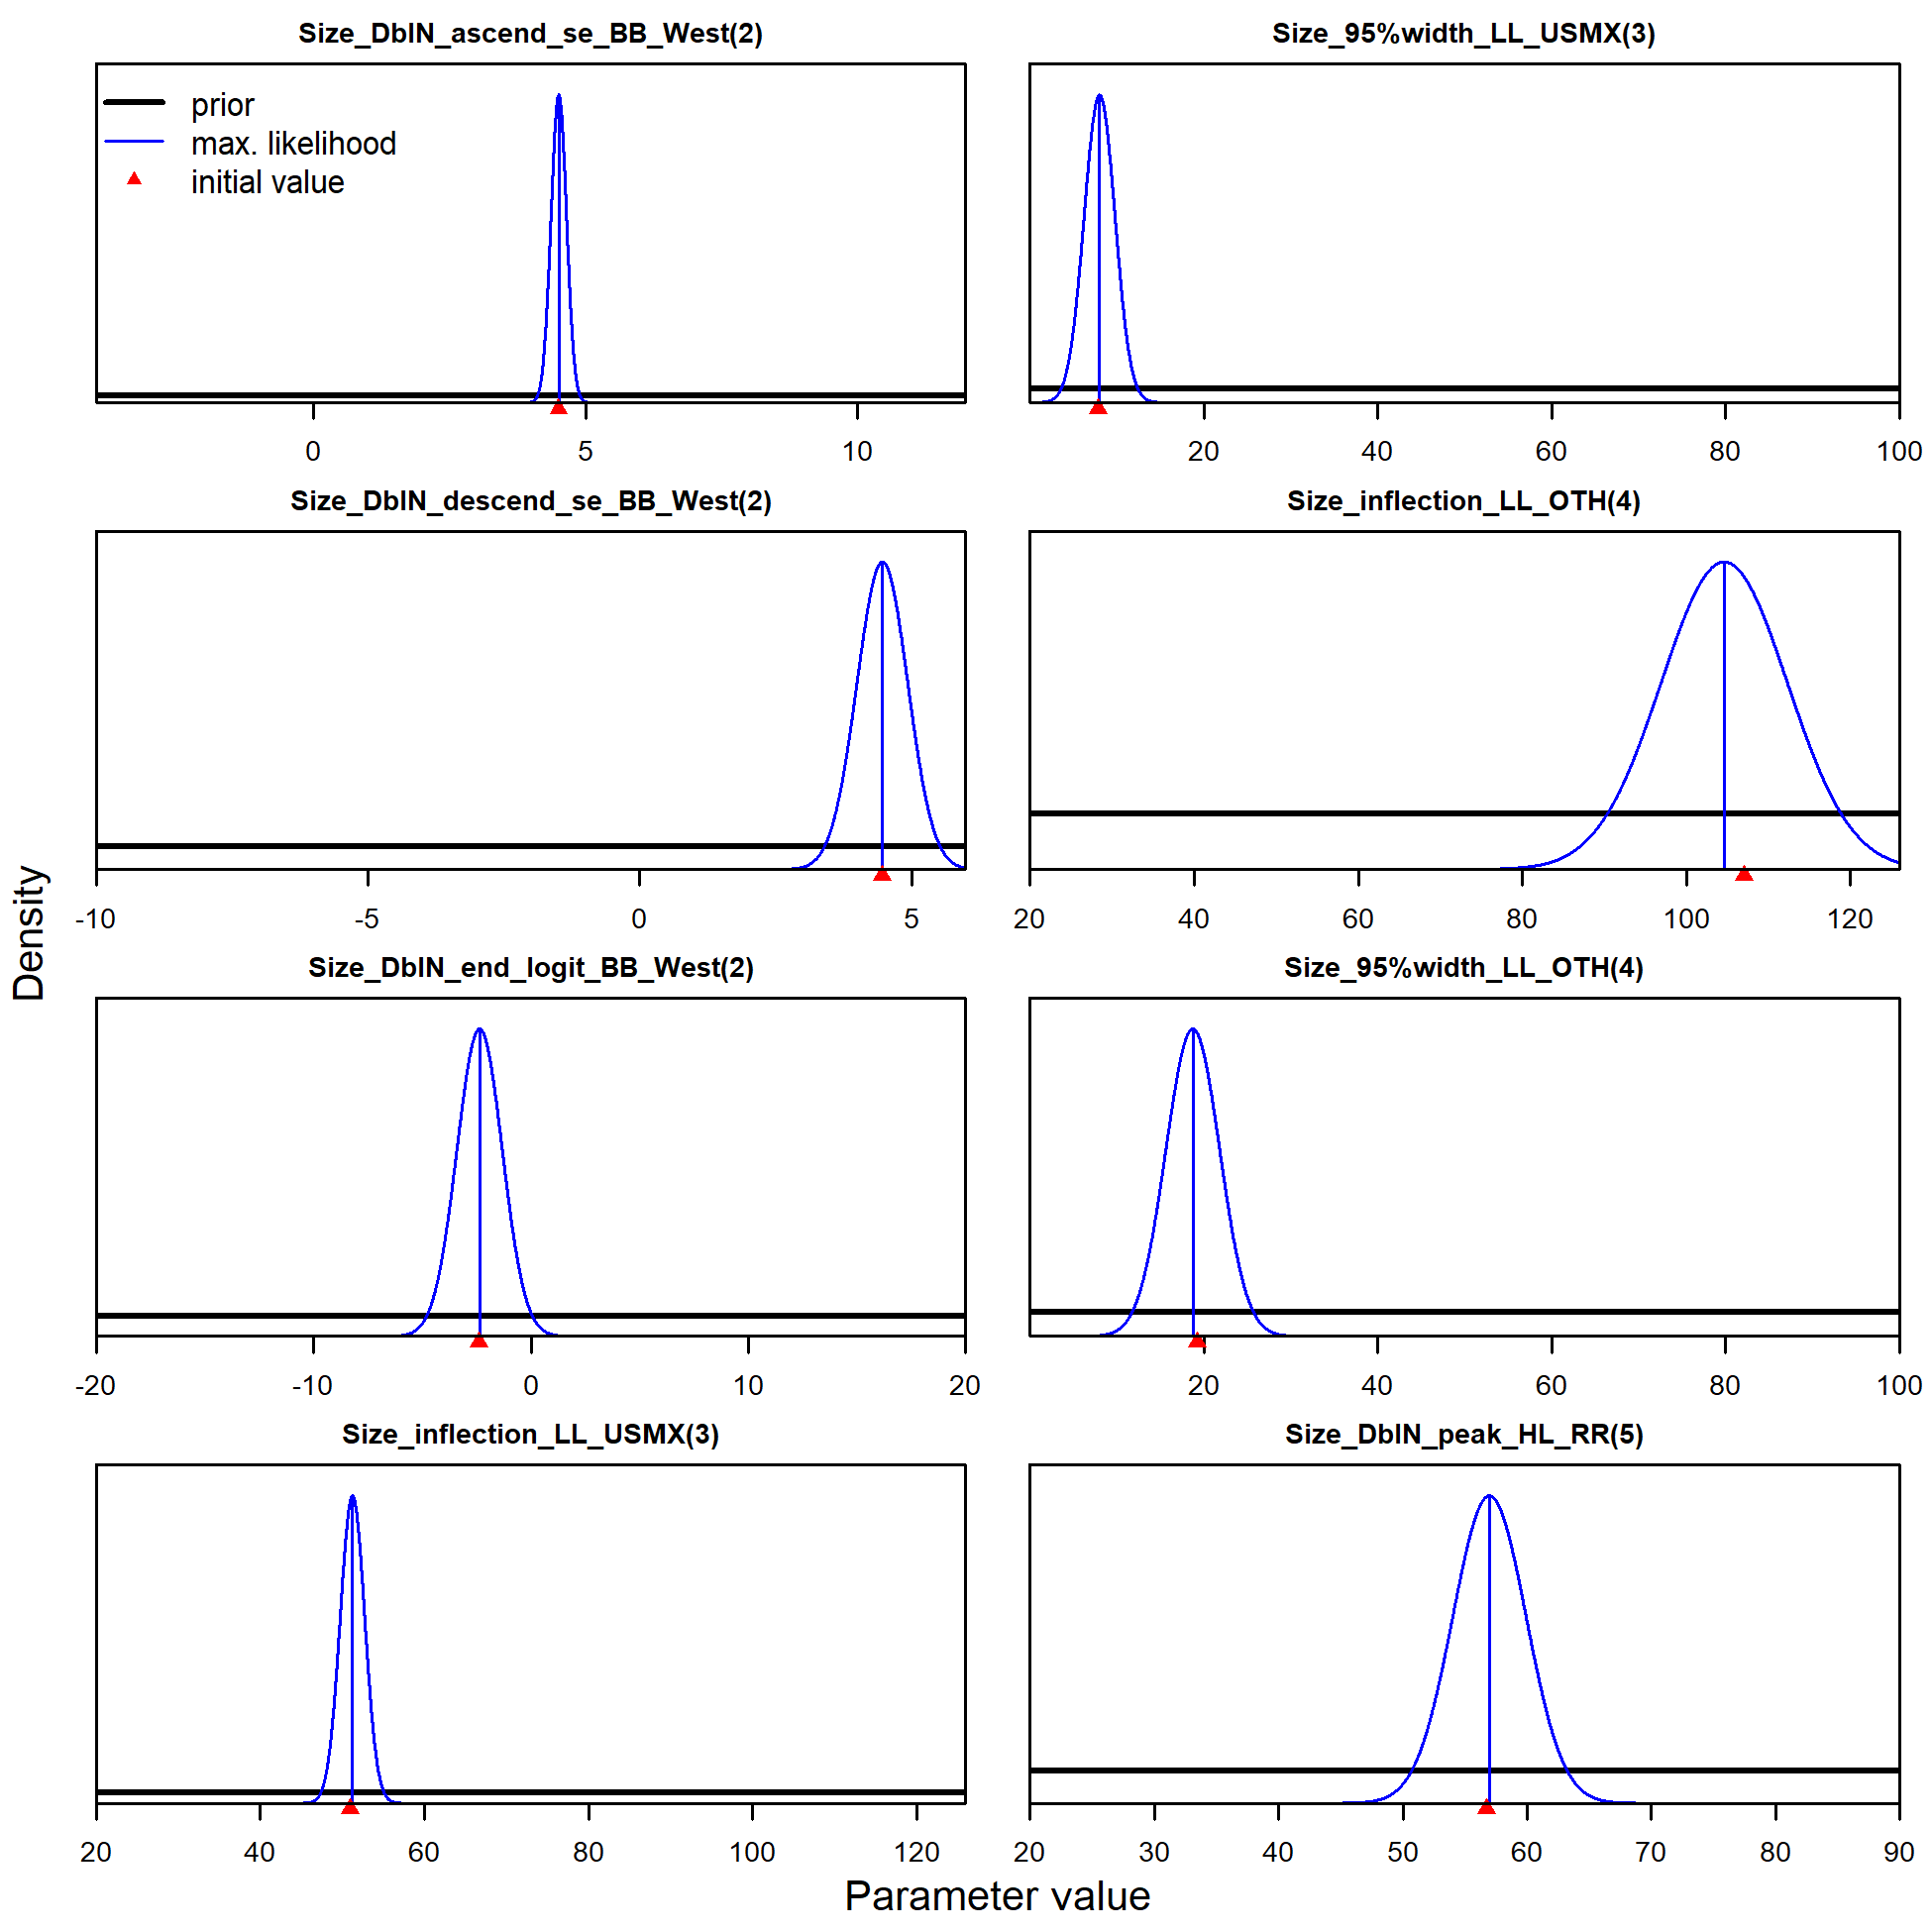 Size_DblN_ascend_se_BB_West(2)
prior
max. likelihood
initial value
0 5 10
Size_95%width_LL_USMX(3)
20 40 60 80 100
Size_DblN_descend_se_BB_West(2)
-10 -5 0 5
Size_inflection_LL_OTH(4)
20 40 60 80 100 120
Size_DblN_end_logit_BB_West(2)
-20 -10 0 10 20
Size_95%width_LL_OTH(4)
20 40 60 80 100
Size_inflection_LL_USMX(3)
20 40 60 80 100 120
Size_DblN_peak_HL_RR(5)
20 30 40 50 60 70 80 90
Density
Parameter value